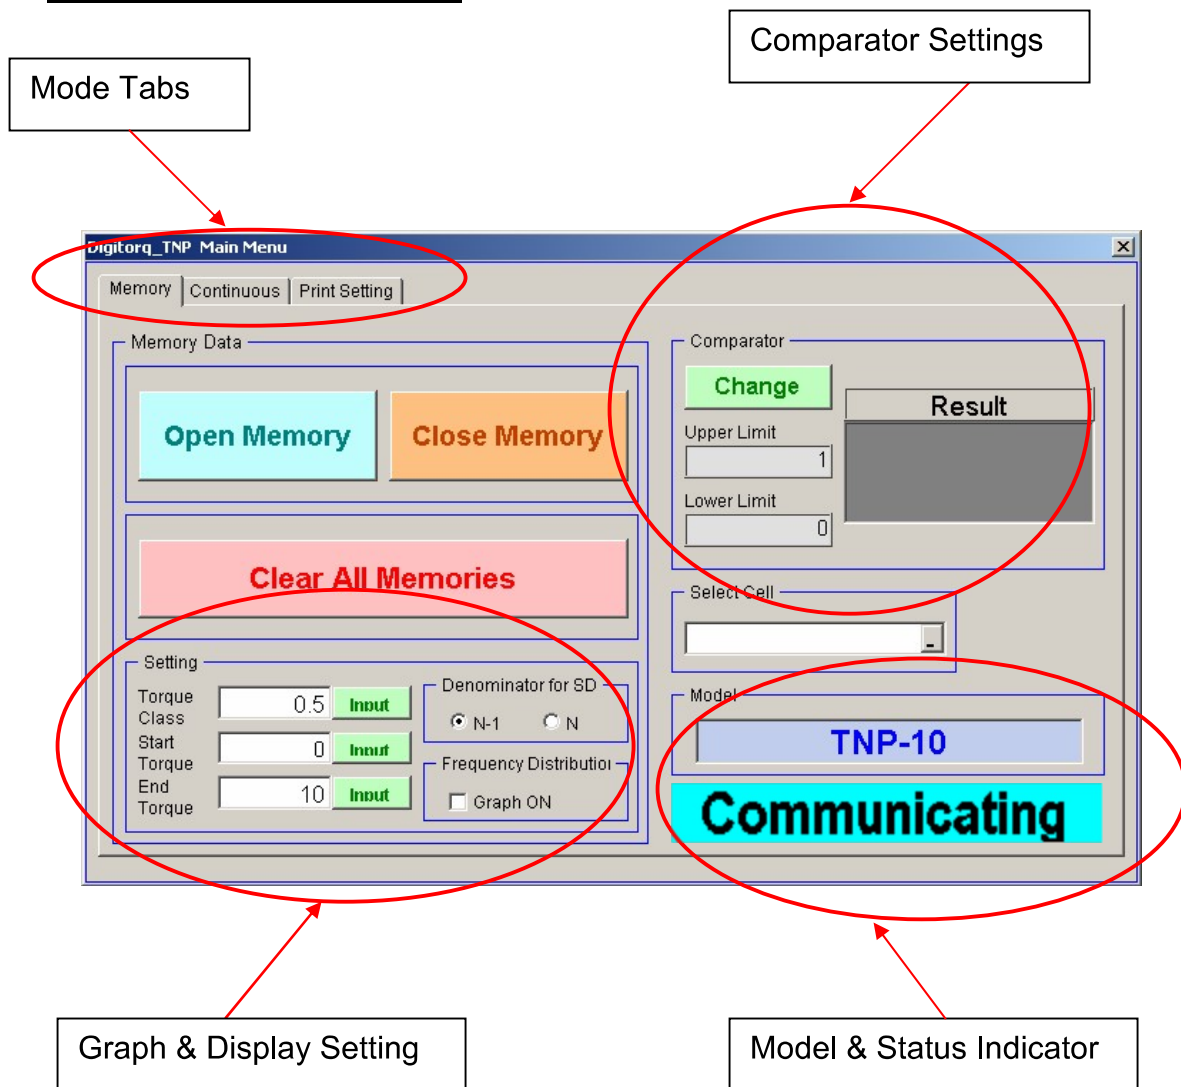 Comparator Settings
Mode Tabs
Digitorq_TNP Main Menu
Memory Continuous Print Setting
Memory Data
Open Memory Close Memory
Clear All Memories
Setting
Torque Class 0.5 Input
Start Torque 0 Input
End Torque 10 Input
Denominator for SD
N-1 N
Frequency Distribution
Graph ON
Comparator
Change
Result
Upper Limit
1
Lower Limit
0
Select Cell
Model
TNP-10
Communicating
Graph & Display Setting
Model & Status Indicator